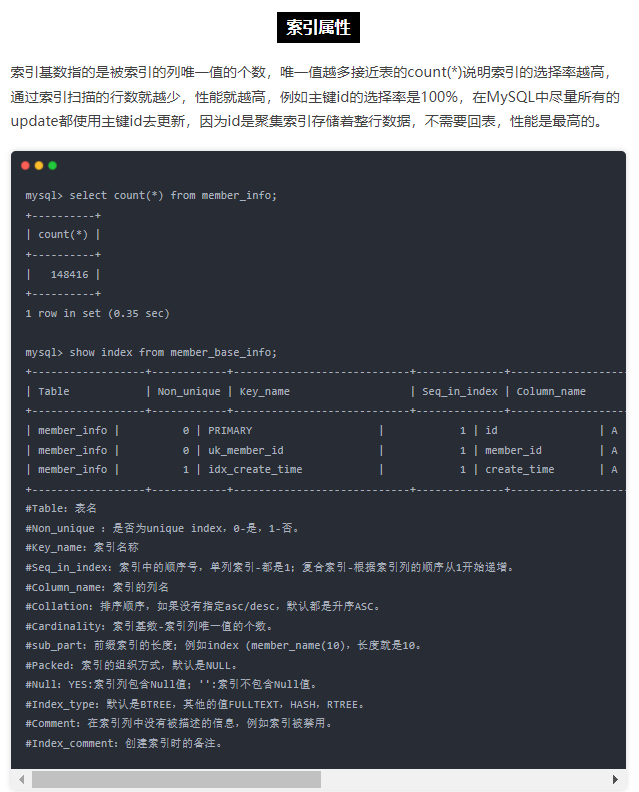 索引属性
索引基数指的是被索引的列唯一值的个数，唯一值越多接近表的count(*)说明索引的选择率越高，
通过索引扫描的行数就越少，性能就越高，例如主键id的选择率是100%，在MySQL中尽量所有的
update都使用主键id去更新，因为id是聚集索引存储着整行数据，不需要回表，性能是最高的。
mysql> select count(*) from member_info;
+----------+
| count(*) |
+----------+
|   148416 |
+----------+
1 row in set (0.35 sec)
mysql> show index from member_base_info;
+------------------+------------+----------------------------+--------------+------------------
| Table            | Non_unique | Key_name                   | Seq_in_index | Column_name
+------------------+------------+----------------------------+--------------+------------------
| member_info |          0 | PRIMARY                    |            1 | id                | A
| member_info |          0 | uk_member_id               |            1 | member_id         | A
| member_info |          1 | idx_create_time            |            1 | create_time       | A
+------------------+------------+----------------------------+--------------+------------------
#Table：表名
#Non_unique ：是否为unique index，0-是，1-否。
#Key_name：索引名称
#Seq_in_index：索引中的顺序号，单列索引-都是1；复合索引-根据索引列的顺序从1开始递增。
#Column_name：索引的列名
#Collation：排序顺序，如果没有指定asc/desc，默认都是升序ASC。
#Cardinality：索引基数-索引列唯一值的个数。
#sub_part：前缀索引的长度；例如index (member_name(10)，长度就是10。
#Packed：索引的组织方式，默认是NULL。
#Null：YES:索引列包含Null值；'':索引不包含Null值。
#Index_type：默认是BTREE，其他的值FULLTEXT，HASH，RTREE。
#Comment：在索引列中没有被描述的信息，例如索引被禁用。
#Index_comment：创建索引时的备注。